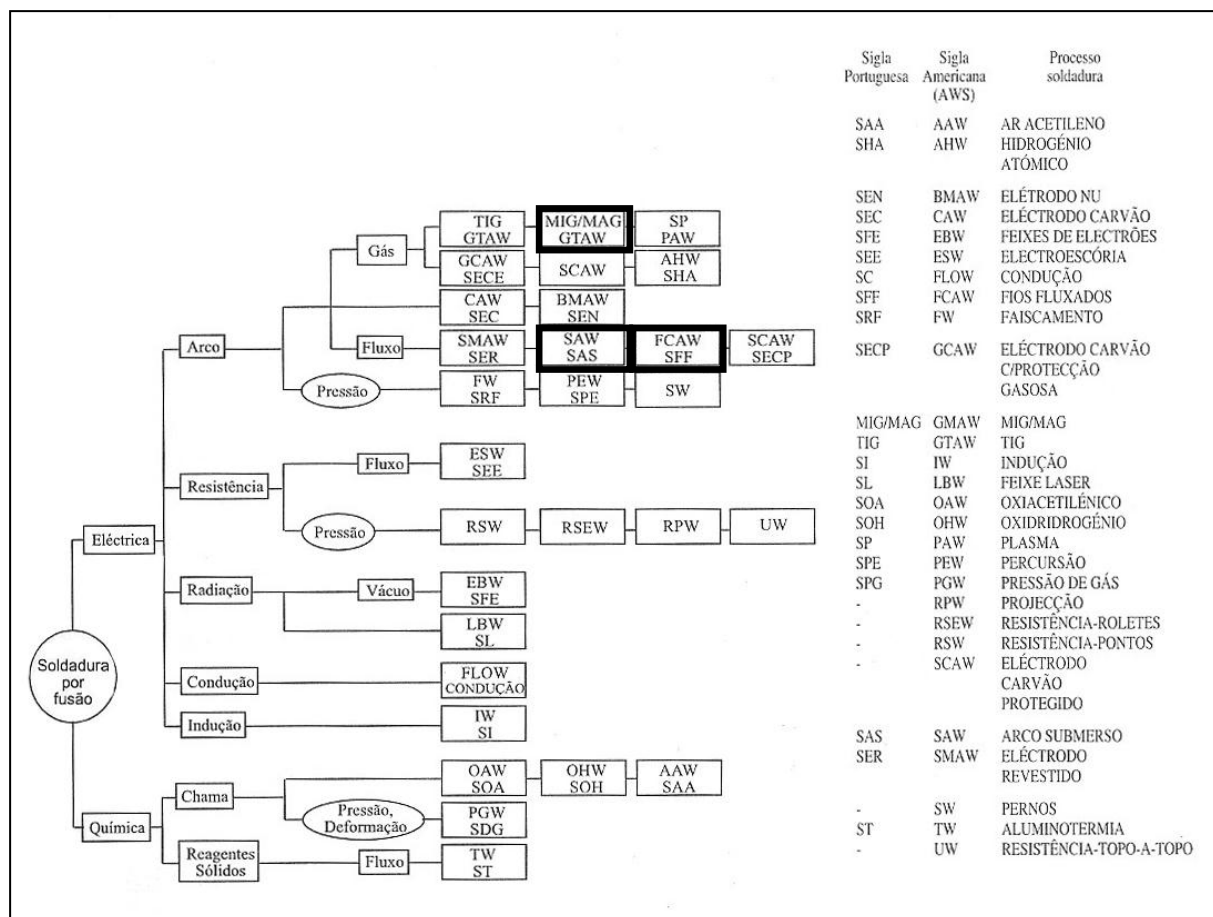 Sigla Portuguesa
Sigla Americana (AWS)
Processo soldadura
SAA AAW AR ACETILENO
SHA AHW HIDROGÉNIO
ATÓMICO
SEN BMAW ELÉTRODO NU
SEC CAW ELÉCTRODO CARVÃO
SFE EBW FEIXES DE ELECTRÕES
SEE ESW ELECTROESCÓRIA
SC FLOW CONDUÇÃO
SFF FCAW FIOS FLUXADOS
SRF FW FAISCAMENTO
SECP GCAW ELÉCTRODO CARVÃO
C/PROTECÇÃO
GASOSA
MIG/MAG GMAW MIG/MAG
TIG GTAW TIG
SI IW INDUÇÃO
SL LBW FEIXE LASER
SOA OAW OXIACETILÉNICO
SOH OHW OXIDRIDROGÉNIO
SP PAW PLASMA
SPE PEW PERCURSÃO
SPG PGW PRESSÃO DE GÁS
- RPW PROJECÇÃO
- RSEW RESISTÊNCIA-ROLETES
- RSW RESISTÊNCIA-PONTOS
- SCAW ELÉCTRODO
CARVÃO
PROTEGIDO
SAS SAW ARCO SUBMERSO
SER SMAW ELÉCTRODO
REVESTIDO
- SW PERNOS
ST TW ALUMINOTERMIA
- UW RESISTÊNCIA-TOPO-A-TOPO
Soldadura
por
fusão
Eléctrica
Arco
Gás
TIG
GTAW
MIG/MAG
GTAW
SP
PAW
GCAW
SECE
SCAW
AHW
SHA
CAW
SEC
BMAW
SEN
Fluxo
SMAW
SER
SAW
SAS
FCAW
SFF
SCAW
SECP
Pressão
FW
SRF
PEW
SPE
SW
Resistência
Fluxo
ESW
SEE
Pressão
RSW
RSEW
RPW
UW
Radiação
Vácuo
EBW
SFE
LBW
SL
Condução
FLOW
CONDUÇÃO
Indução
IW
SI
Química
Chama
OAW
SOA
OHW
SOH
AAW
SAA
Pressão,
Deformação
PGW
SDG
Reagentes
Sólidos
Fluxo
TW
ST